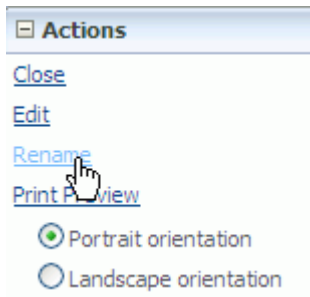 Actions
Close
Edit
Rename
Print Preview
Portrait orientation
Landscape orientation